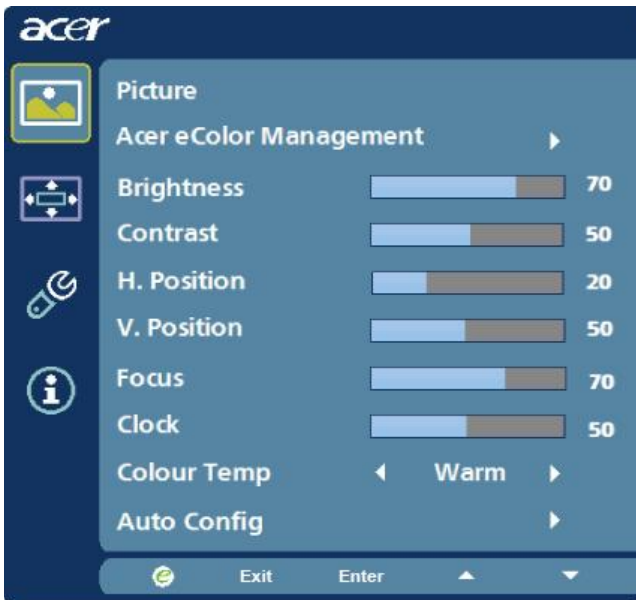 acer
Picture
Acer eColor Management
Brightness 70
Contrast 50
H. Position 20
V. Position 50
Focus 70
Clock 50
Colour Temp Warm
Auto Config
e Exit Enter